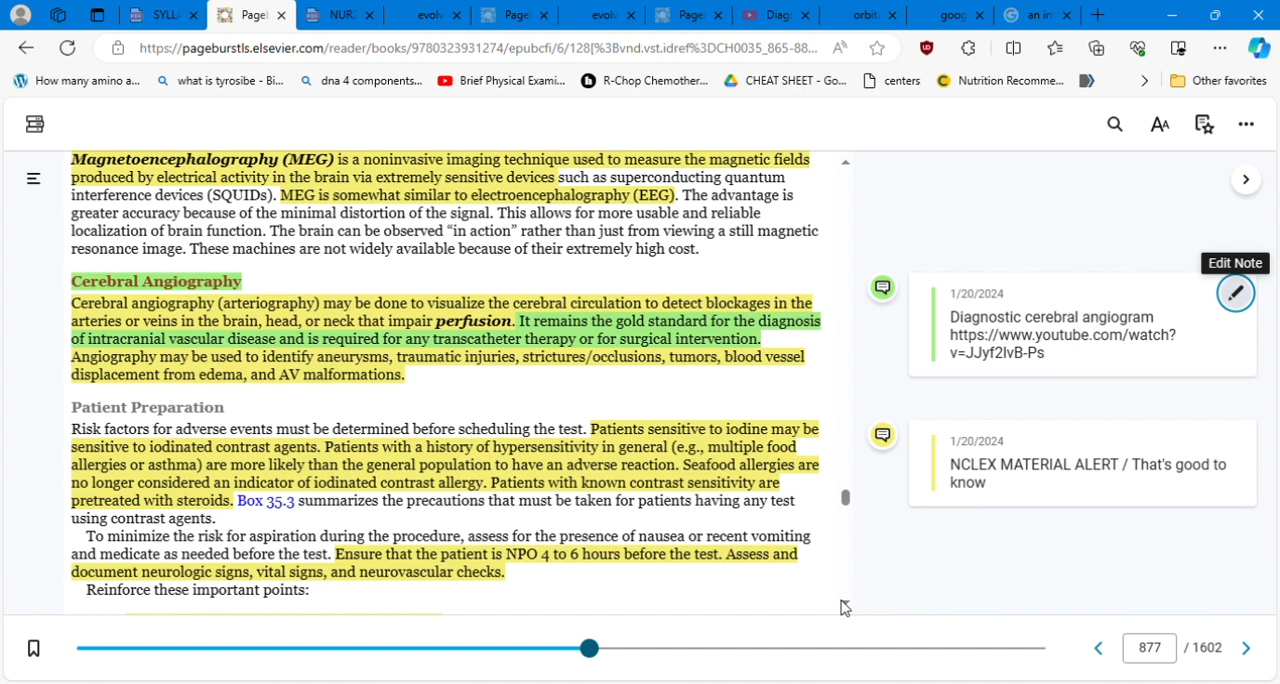 SYLL
Page
NUR
evolv
Page
evolv
Page
Diag
orbit
goog
an in
https://pageburstls.elsevier.com/reader/books/9780323931274/epubcfi/6/128[%3Bvnd.vst.idref%3DCH0035_865-88...
How many amino a...
what is tyrosibe - Bi...
dna 4 components...
Brief Physical Exami...
R-Chop Chemother...
CHEAT SHEET - Go...
centers
Nutrition Recomme...
Other favorites
Magnetoencephalography (MEG) is a noninvasive imaging technique used to measure the magnetic fields
produced by electrical activity in the brain via extremely sensitive devices such as superconducting quantum
interference devices (SQUIDs). MEG is somewhat similar to electroencephalography (EEG). The advantage is
greater accuracy because of the minimal distortion of the signal. This allows for more usable and reliable
localization of brain function. The brain can be observed “in action” rather than just from viewing a still magnetic
resonance image. These machines are not widely available because of their extremely high cost.
Cerebral Angiography
Cerebral angiography (arteriography) may be done to visualize the cerebral circulation to detect blockages in the
arteries or veins in the brain, head, or neck that impair perfusion. It remains the gold standard for the diagnosis
of intracranial vascular disease and is required for any transcatheter therapy or for surgical intervention.
Angiography may be used to identify aneurysms, traumatic injuries, strictures/occlusions, tumors, blood vessel
displacement from edema, and AV malformations.
Patient Preparation
Risk factors for adverse events must be determined before scheduling the test. Patients sensitive to iodine may be
sensitive to iodinated contrast agents. Patients with a history of hypersensitivity in general (e.g., multiple food
allergies or asthma) are more likely than the general population to have an adverse reaction. Seafood allergies are
no longer considered an indicator of iodinated contrast allergy. Patients with known contrast sensitivity are
pretreated with steroids. Box 35.3 summarizes the precautions that must be taken for patients having any test
using contrast agents.
To minimize the risk for aspiration during the procedure, assess for the presence of nausea or recent vomiting
and medicate as needed before the test. Ensure that the patient is NPO 4 to 6 hours before the test. Assess and
document neurologic signs, vital signs, and neurovascular checks.
Reinforce these important points:
Edit Note
1/20/2024
Diagnostic cerebral angiogram
https://www.youtube.com/watch?
v=JJyf2IvB-Ps
1/20/2024
NCLEX MATERIAL ALERT / That's good to
know
877 / 1602